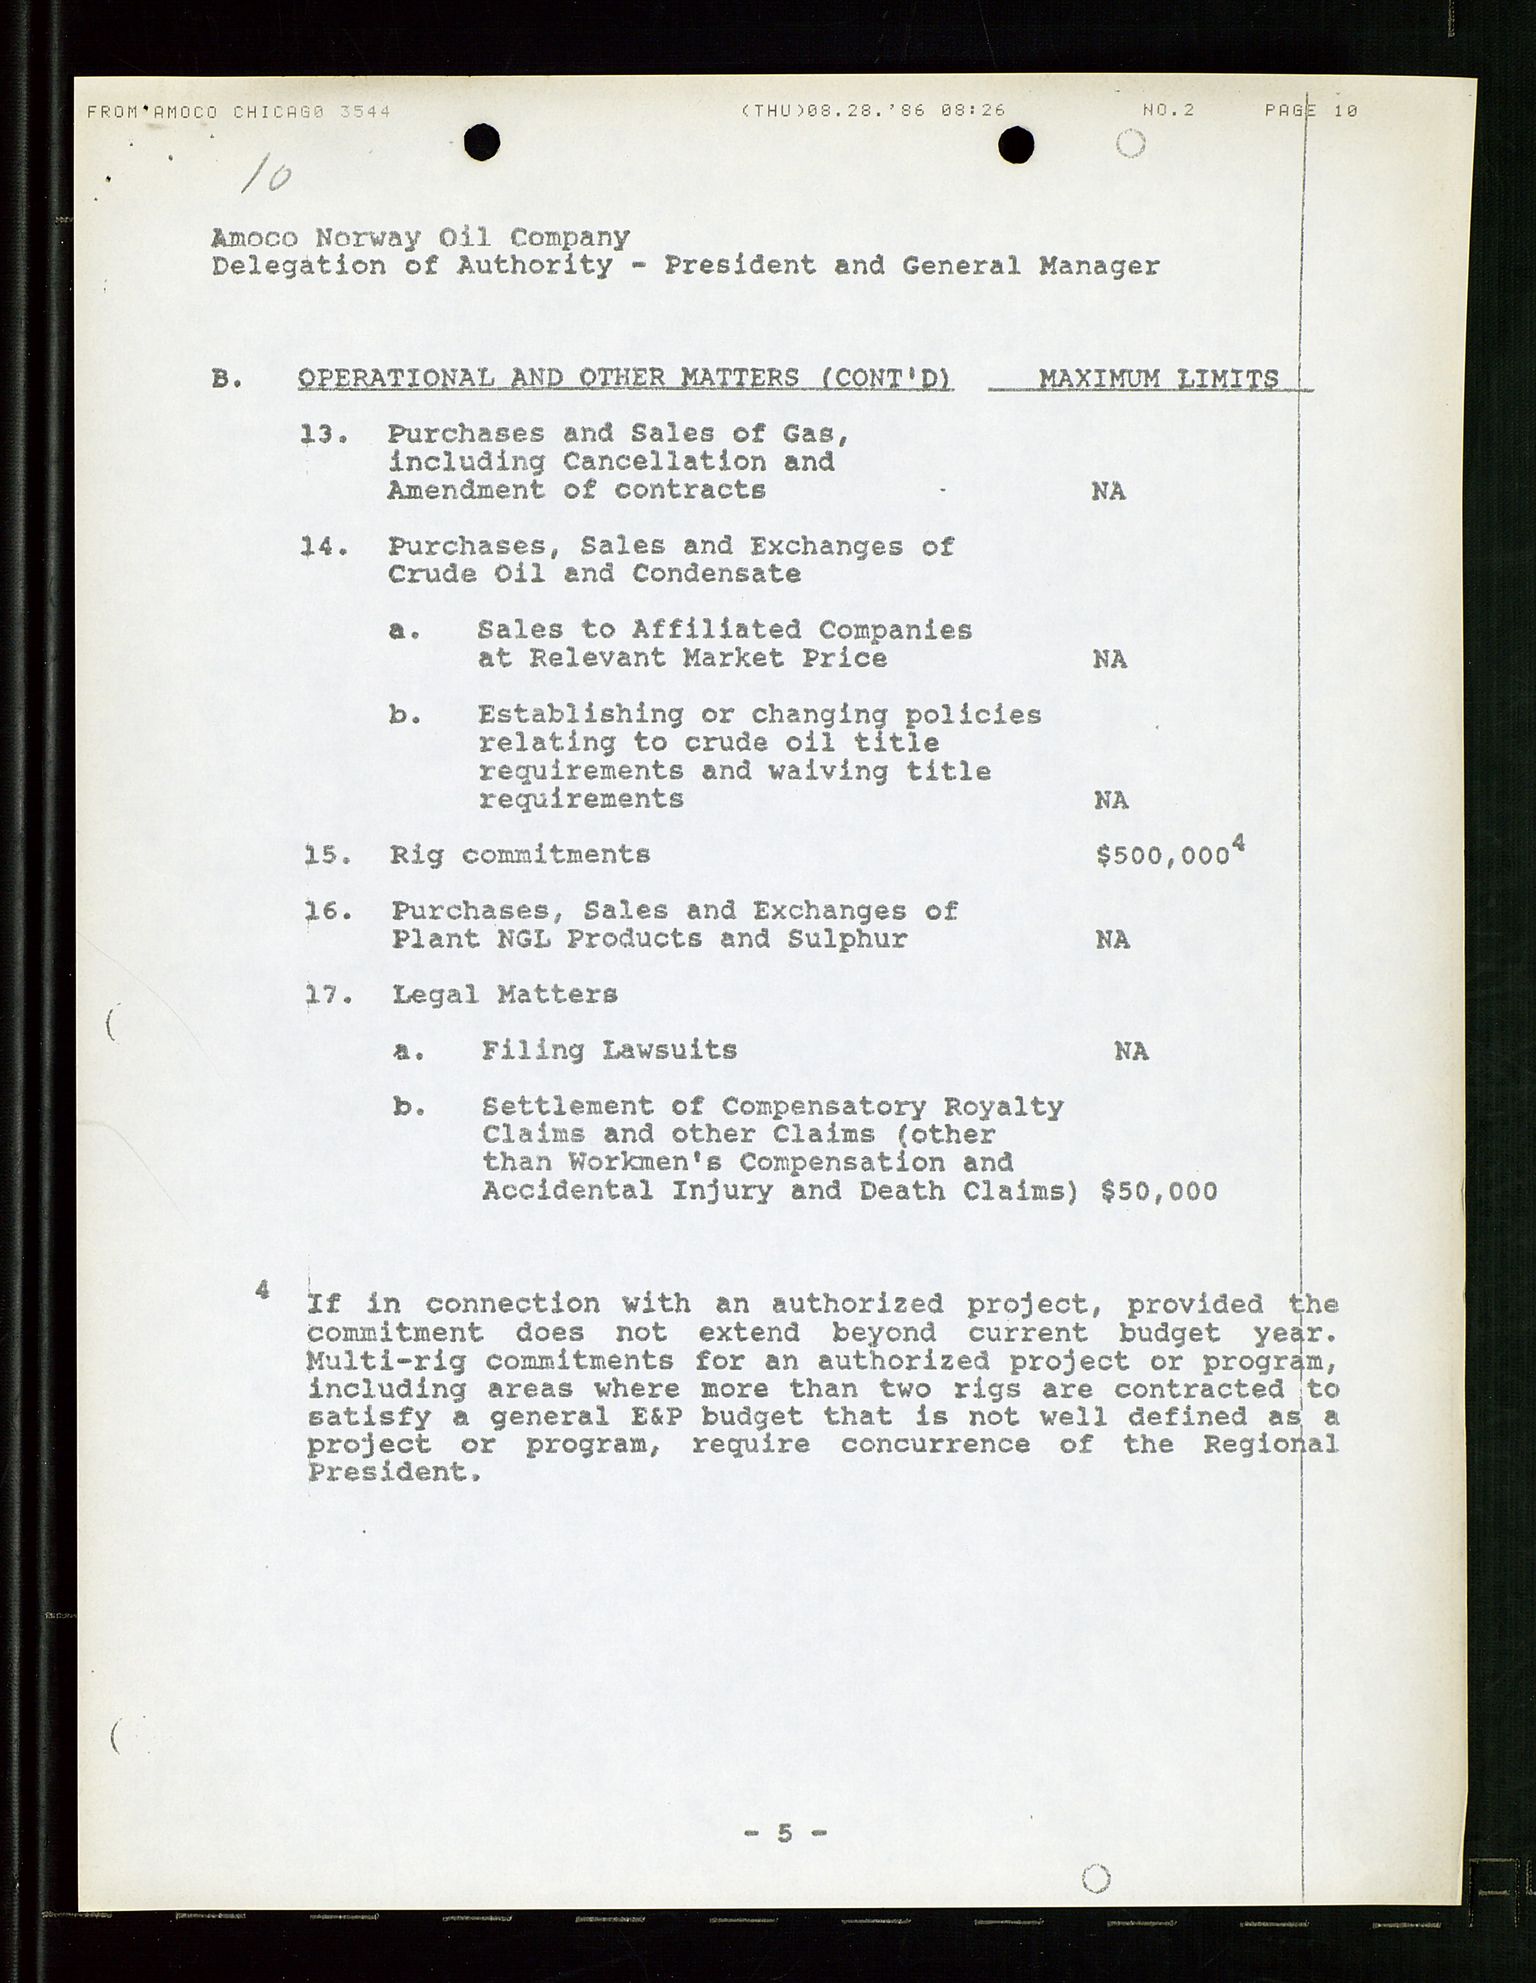 FROM AMOCO CHICAGO 3544 (THU)08.28.'86 08:26 NO.2 PAGE 10
10
Amoco Norway Oil Company
Delegation of Authority - President and General Manager
B. OPERATIONAL AND OTHER MATTERS (CONT'D) MAXIMUM LIMITS
13. Purchases and Sales of Gas,
including Cancellation and
Amendment of contracts NA
14. Purchases, Sales and Exchanges of
Crude Oil and Condensate
a. Sales to Affiliated Companies
at Relevant Market Price NA
b. Establishing or changing policies
relating to crude oil title
requirements and waiving title
requirements NA
15. Rig commitments $500,000⁴
16. Purchases, Sales and Exchanges of
Plant NGL Products and Sulphur NA
17. Legal Matters
a. Filing Lawsuits NA
b. Settlement of Compensatory Royalty
Claims and other Claims (other
than Workmen's Compensation and
Accidental Injury and Death Claims) $50,000
4 If in connection with an authorized project, provided the
commitment does not extend beyond current budget year.
Multi-rig commitments for an authorized project or program,
including areas where more than two rigs are contracted to
satisfy a general E&P budget that is not well defined as a
project or program, require concurrence of the Regional
President.
- 5 -